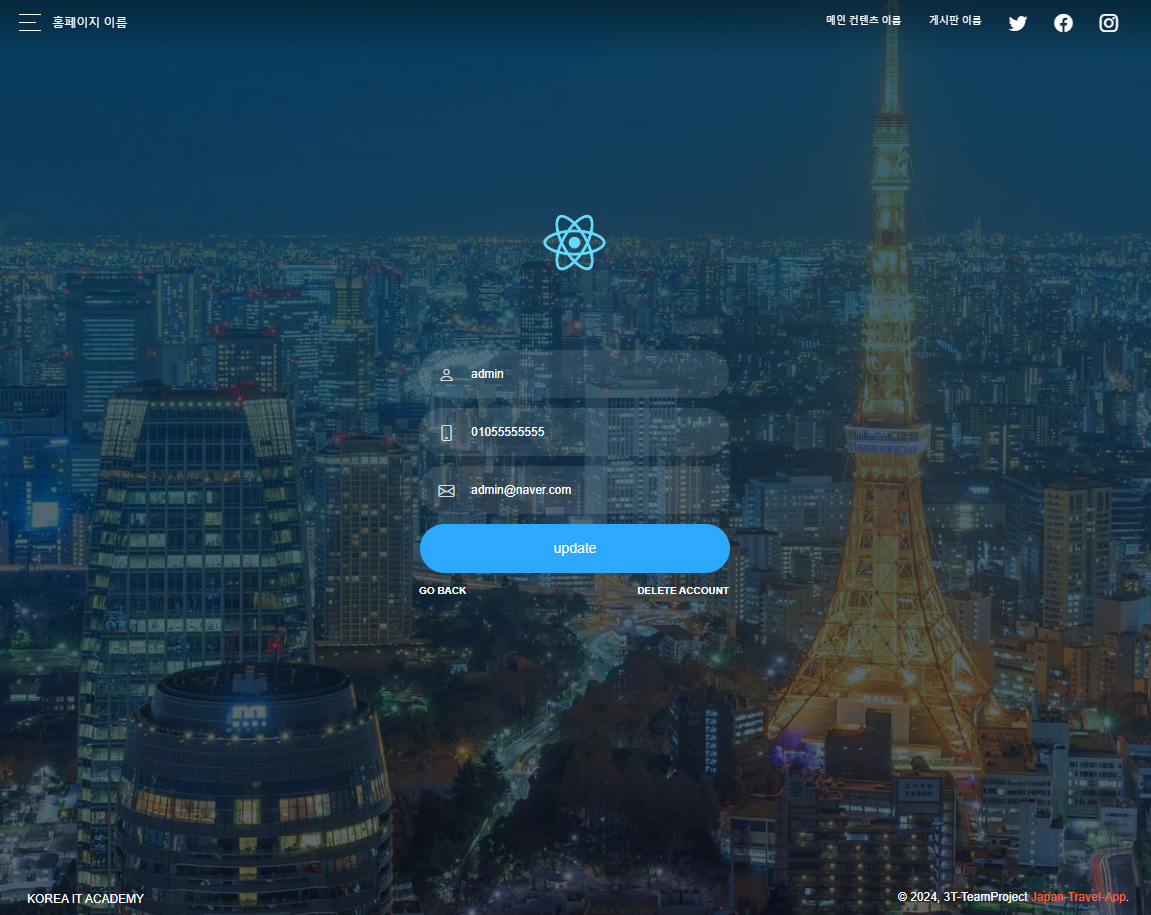 홈페이지 이름
메인 컨텐츠 이름
게시판 이름
admin
01055555555
admin@naver.com
update
GO BACK
DELETE ACCOUNT
KOREA IT ACADEMY
© 2024, 3T-TeamProject Japan-Travel-App.